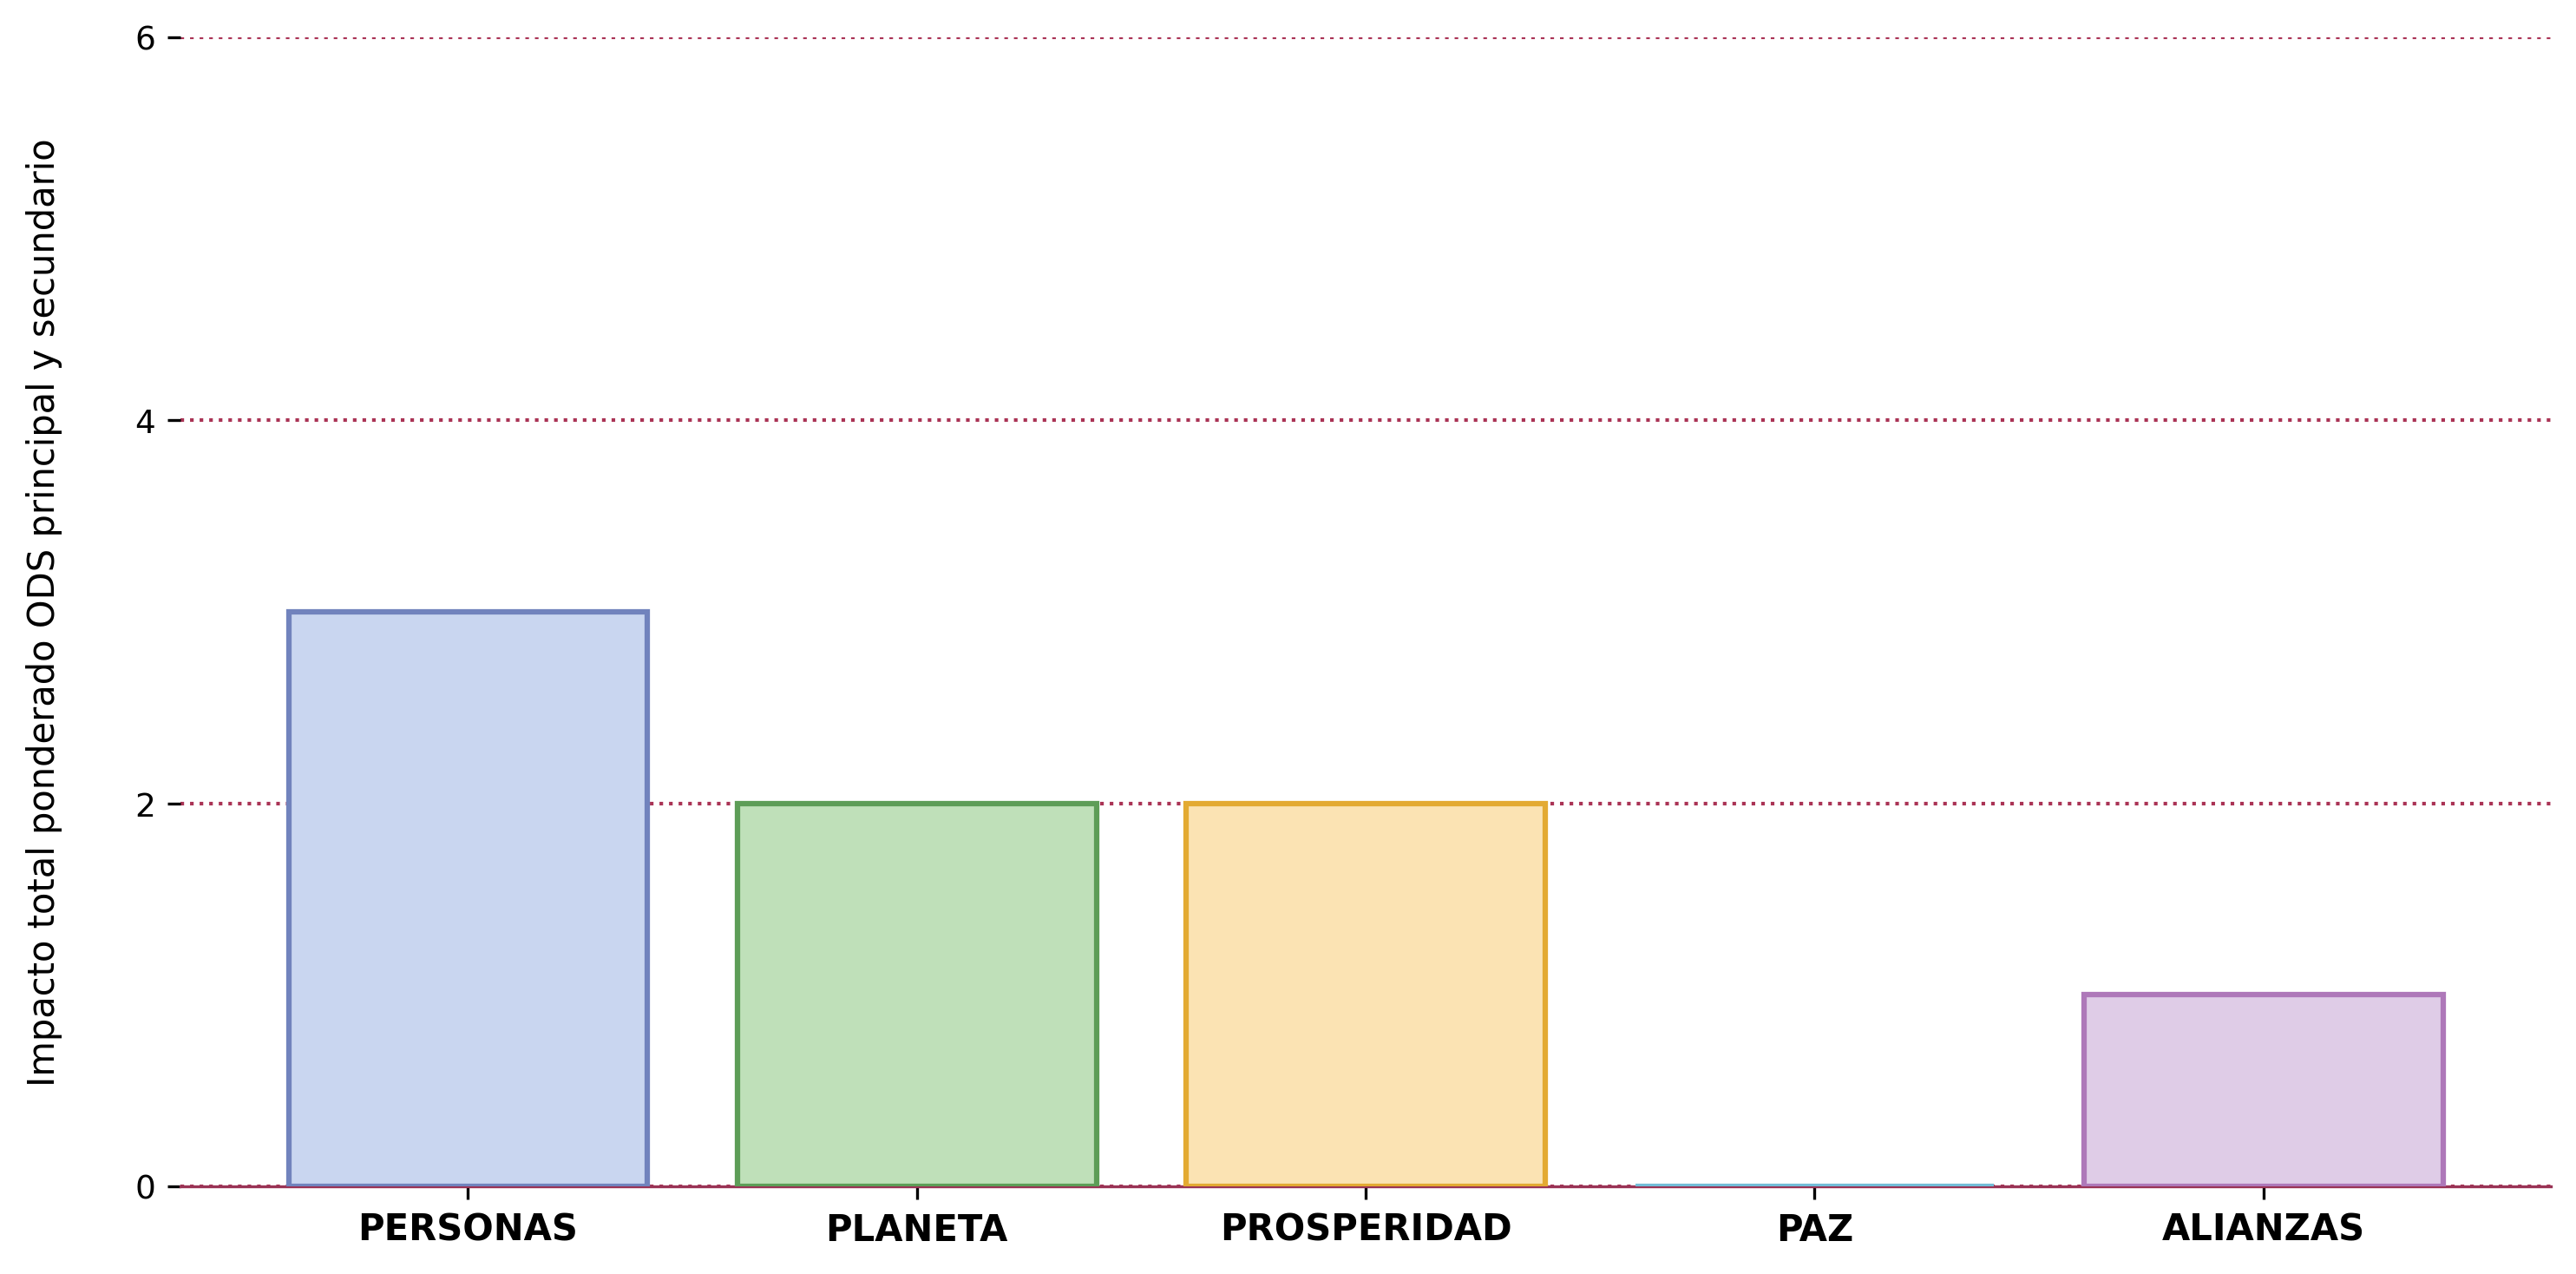 Impacto total ponderado ODS principal y secundario
6
4
2
0
PERSONAS
PLANETA
PROSPERIDAD
PAZ
ALIANZAS